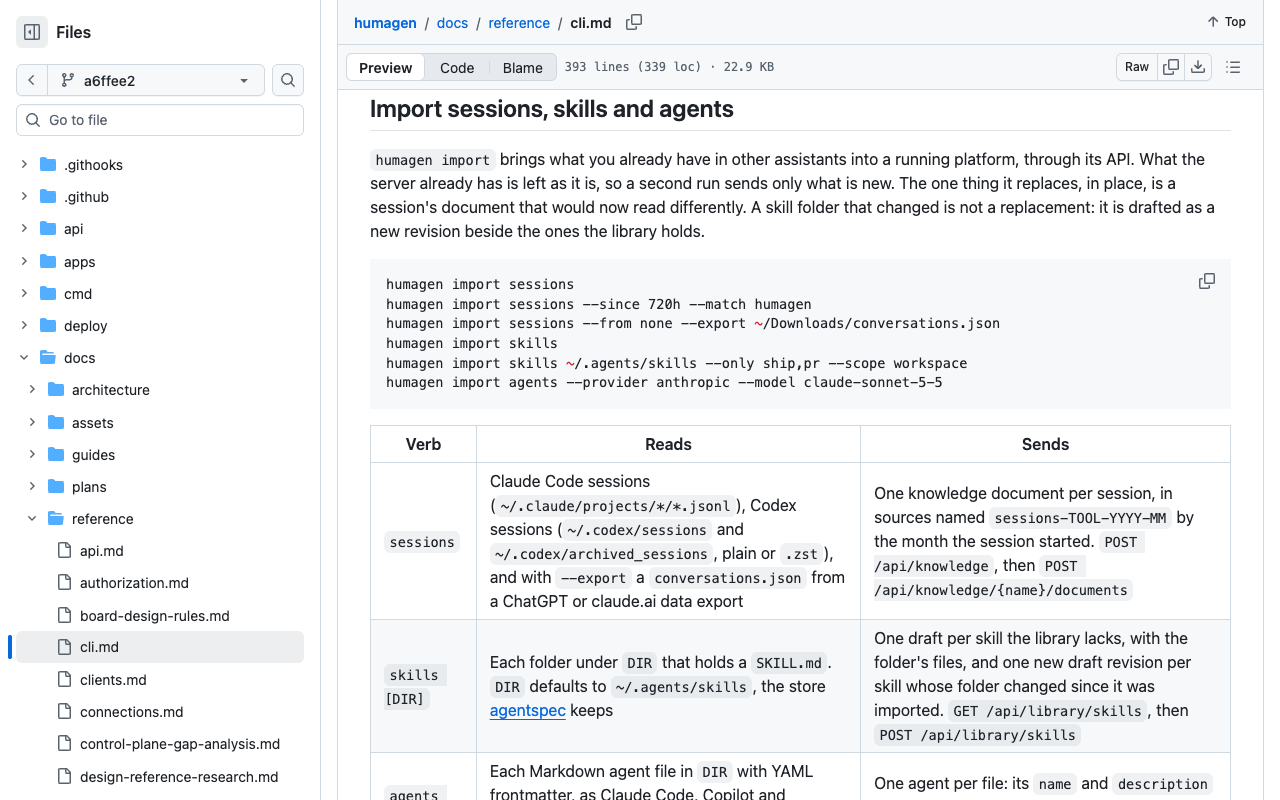 Files
a6ffee2
Go to file
.githooks
.github
api
apps
cmd
deploy
docs
architecture
assets
guides
plans
reference
api.md
authorization.md
board-design-rules.md
cli.md
clients.md
connections.md
control-plane-gap-analysis.md
design-reference-research.md
humagen / docs / reference / cli.md
Top
Preview Code Blame 393 lines (339 loc) · 22.9 KB
Raw
Import sessions, skills and agents
humagen import brings what you already have in other assistants into a running platform, through its API. What the
server already has is left as it is, so a second run sends only what is new. The one thing it replaces, in place, is a
session's document that would now read differently. A skill folder that changed is not a replacement: it is drafted as a
new revision beside the ones the library holds.
humagen import sessions
humagen import sessions --since 720h --match humagen
humagen import sessions --from none --export ~/Downloads/conversations.json
humagen import skills
humagen import skills ~/.agents/skills --only ship,pr --scope workspace
humagen import agents --provider anthropic --model claude-sonnet-5-5
Verb Reads Sends
sessions
Claude Code sessions
(~/.claude/projects/*/*.jsonl), Codex
sessions (~/.codex/sessions and
~/.codex/archived_sessions, plain or .zst),
and with --export a conversations.json from
a ChatGPT or claude.ai data export
One knowledge document per session, in
sources named sessions-TOOL-YYYY-MM by
the month the session started. POST
/api/knowledge, then POST
/api/knowledge/{name}/documents
skills
[DIR]
Each folder under DIR that holds a SKILL.md.
DIR defaults to ~/.agents/skills, the store
agentspec keeps
One draft per skill the library lacks, with the
folder's files, and one new draft revision per
skill whose folder changed since it was
imported. GET /api/library/skills, then
POST /api/library/skills
agents
Each Markdown agent file in DIR with YAML
frontmatter, as Claude Code, Copilot and
One agent per file: its name and description